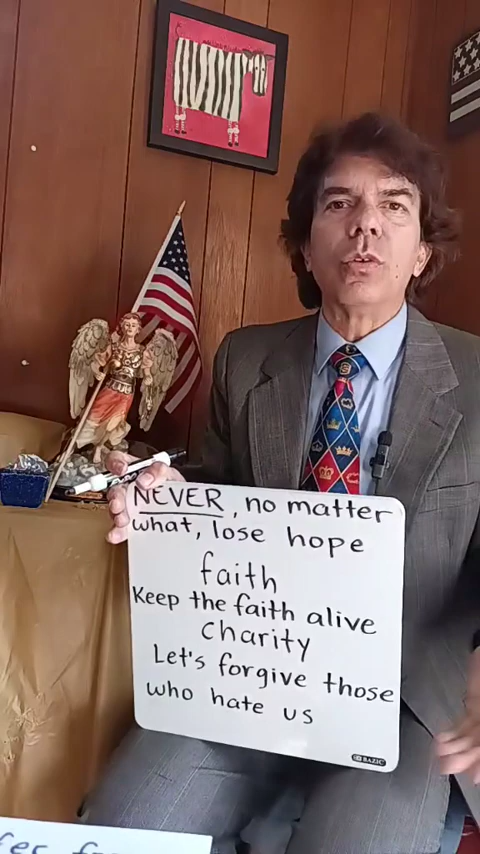 NEVER, no matter
what, lose hope
faith
Keep the faith alive
Charity
Let's forgive those
who hate us
BAZIC